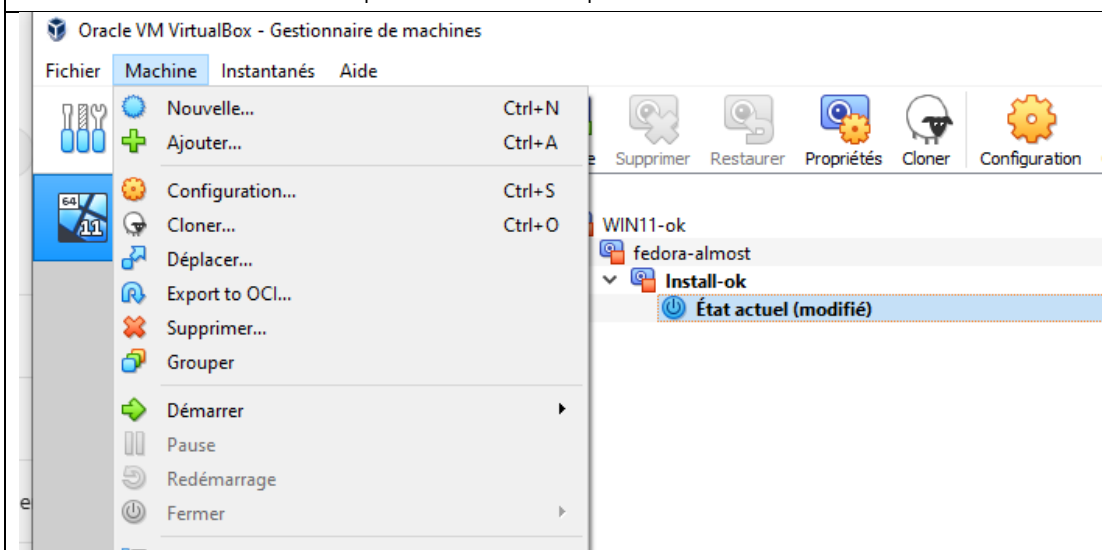 Oracle VM VirtualBox - Gestionnaire de machines
Fichier Machine Instantanés Aide
Nouvelle... Ctrl+N
Ajouter... Ctrl+A
Supprimer Restaurer Propriétés Cloner Configuration
Configuration... Ctrl+S
64
11
Cloner... Ctrl+O
WIN11-ok
Déplacer...
fedora-almost
Export to OCI...
Install-ok
Supprimer...
État actuel (modifié)
Grouper
Démarrer
Pause
Redémarrage
Fermer